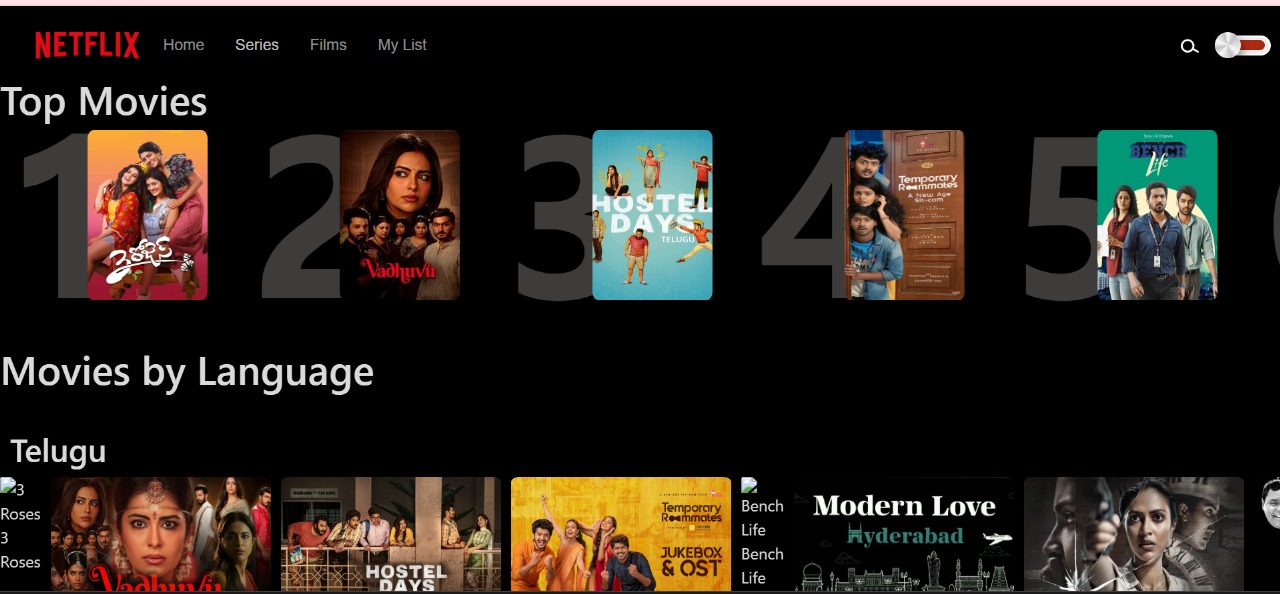 NETFLIX
Home
Series
Films
My List
Top Movies
1
2
3
4
5
3 రోజెస్
Vadhuvu
HOSTEL
DAYS
TELUGU
Temporary
Roommates
A New Age
Sit-com
BENCH
Life
Movies by Language
Telugu
3
Roses
3
Roses
Vadhuvu
HOSTEL
DAYS
Temporary
Roommates
JUKEBOX
& OST
Bench
Life
Bench
Life
Modern Love
Hyderabad